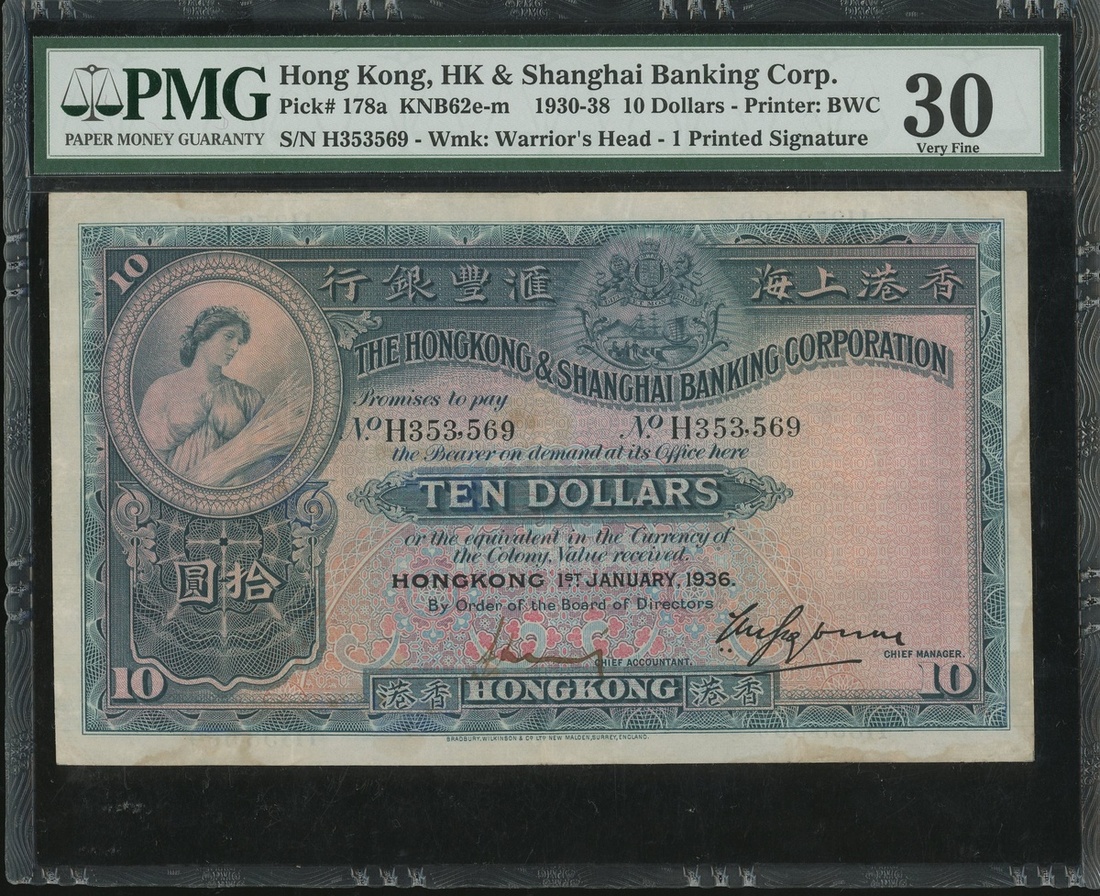 PMG
PAPER MONEY GUARANTY
Hong Kong, HK & Shanghai Banking Corp.
Pick# 178a KNB62e-m 1930-38 10 Dollars - Printer: BWC
S/N H353569 - Wmk: Warrior's Head - 1 Printed Signature
30
Very Fine
10
行銀豐滙 海上港香
THE HONGKONG & SHANGHAI BANKING CORPORATION
Promises to pay
No. H353,569 No. H353,569
the Bearer on demand at its Office here
TEN DOLLARS
or the equivalent in the Currency of
the Colony, Value received.
圓拾
HONGKONG 1ST JANUARY, 1936.
By Order of the Board of Directors
CHIEF ACCOUNTANT.
CHIEF MANAGER.
10 港香 HONGKONG 港香 10
BRADBURY, WILKINSON & CO LTD NEW MALDEN, SURREY, ENGLAND.